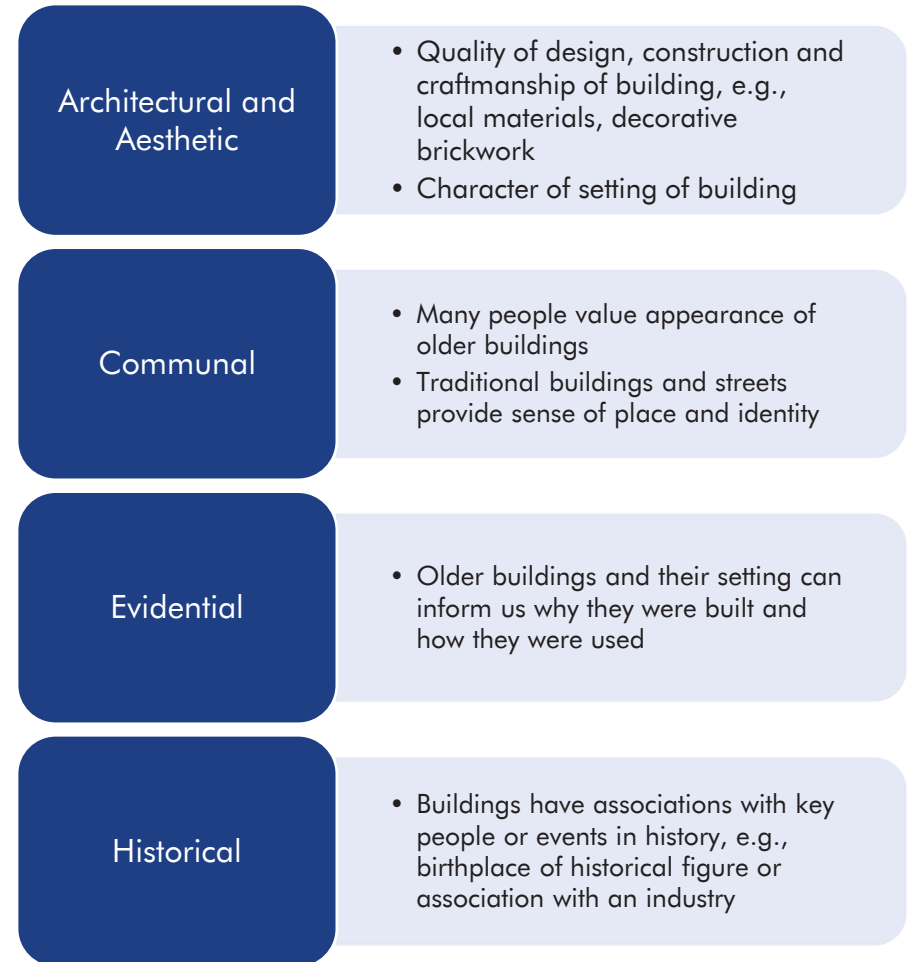 Architectural and
Aesthetic
• Quality of design, construction and
craftmanship of building, e.g.,
local materials, decorative
brickwork
• Character of setting of building
Communal
• Many people value appearance of
older buildings
• Traditional buildings and streets
provide sense of place and identity
Evidential
• Older buildings and their setting can
inform us why they were built and
how they were used
Historical
• Buildings have associations with key
people or events in history, e.g.,
birthplace of historical figure or
association with an industry